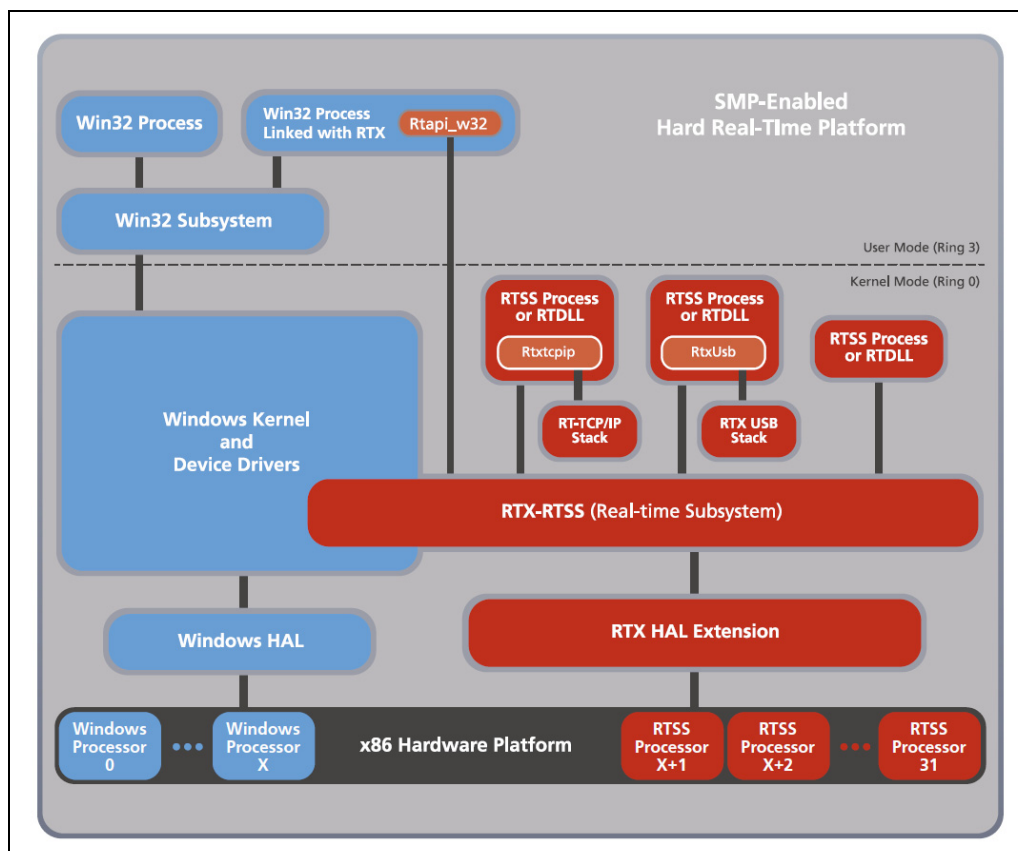 SMP-Enabled
Hard Real-TIme Platform
Win32 Process
Win32 Process
Linked with RTX
Rtapi_w32
Win32 Subsystem
User Mode (Ring 3)
Kernel Mode (Ring 0)
RTSS Process
or RTDLL
Rtxtcpip
RTSS Process
or RTDLL
RtxUsb
RTSS Process
or RTDLL
RT-TCP/IP
Stack
RTX USB
Stack
Windows Kernel
and
Device Drivers
RTX-RTSS (Real-time Subsystem)
Windows HAL
RTX HAL Extension
Windows
Processor
0
Windows
Processor
X
x86 Hardware Platform
RTSS
Processor
X+1
RTSS
Processor
X+2
RTSS
Processor
31